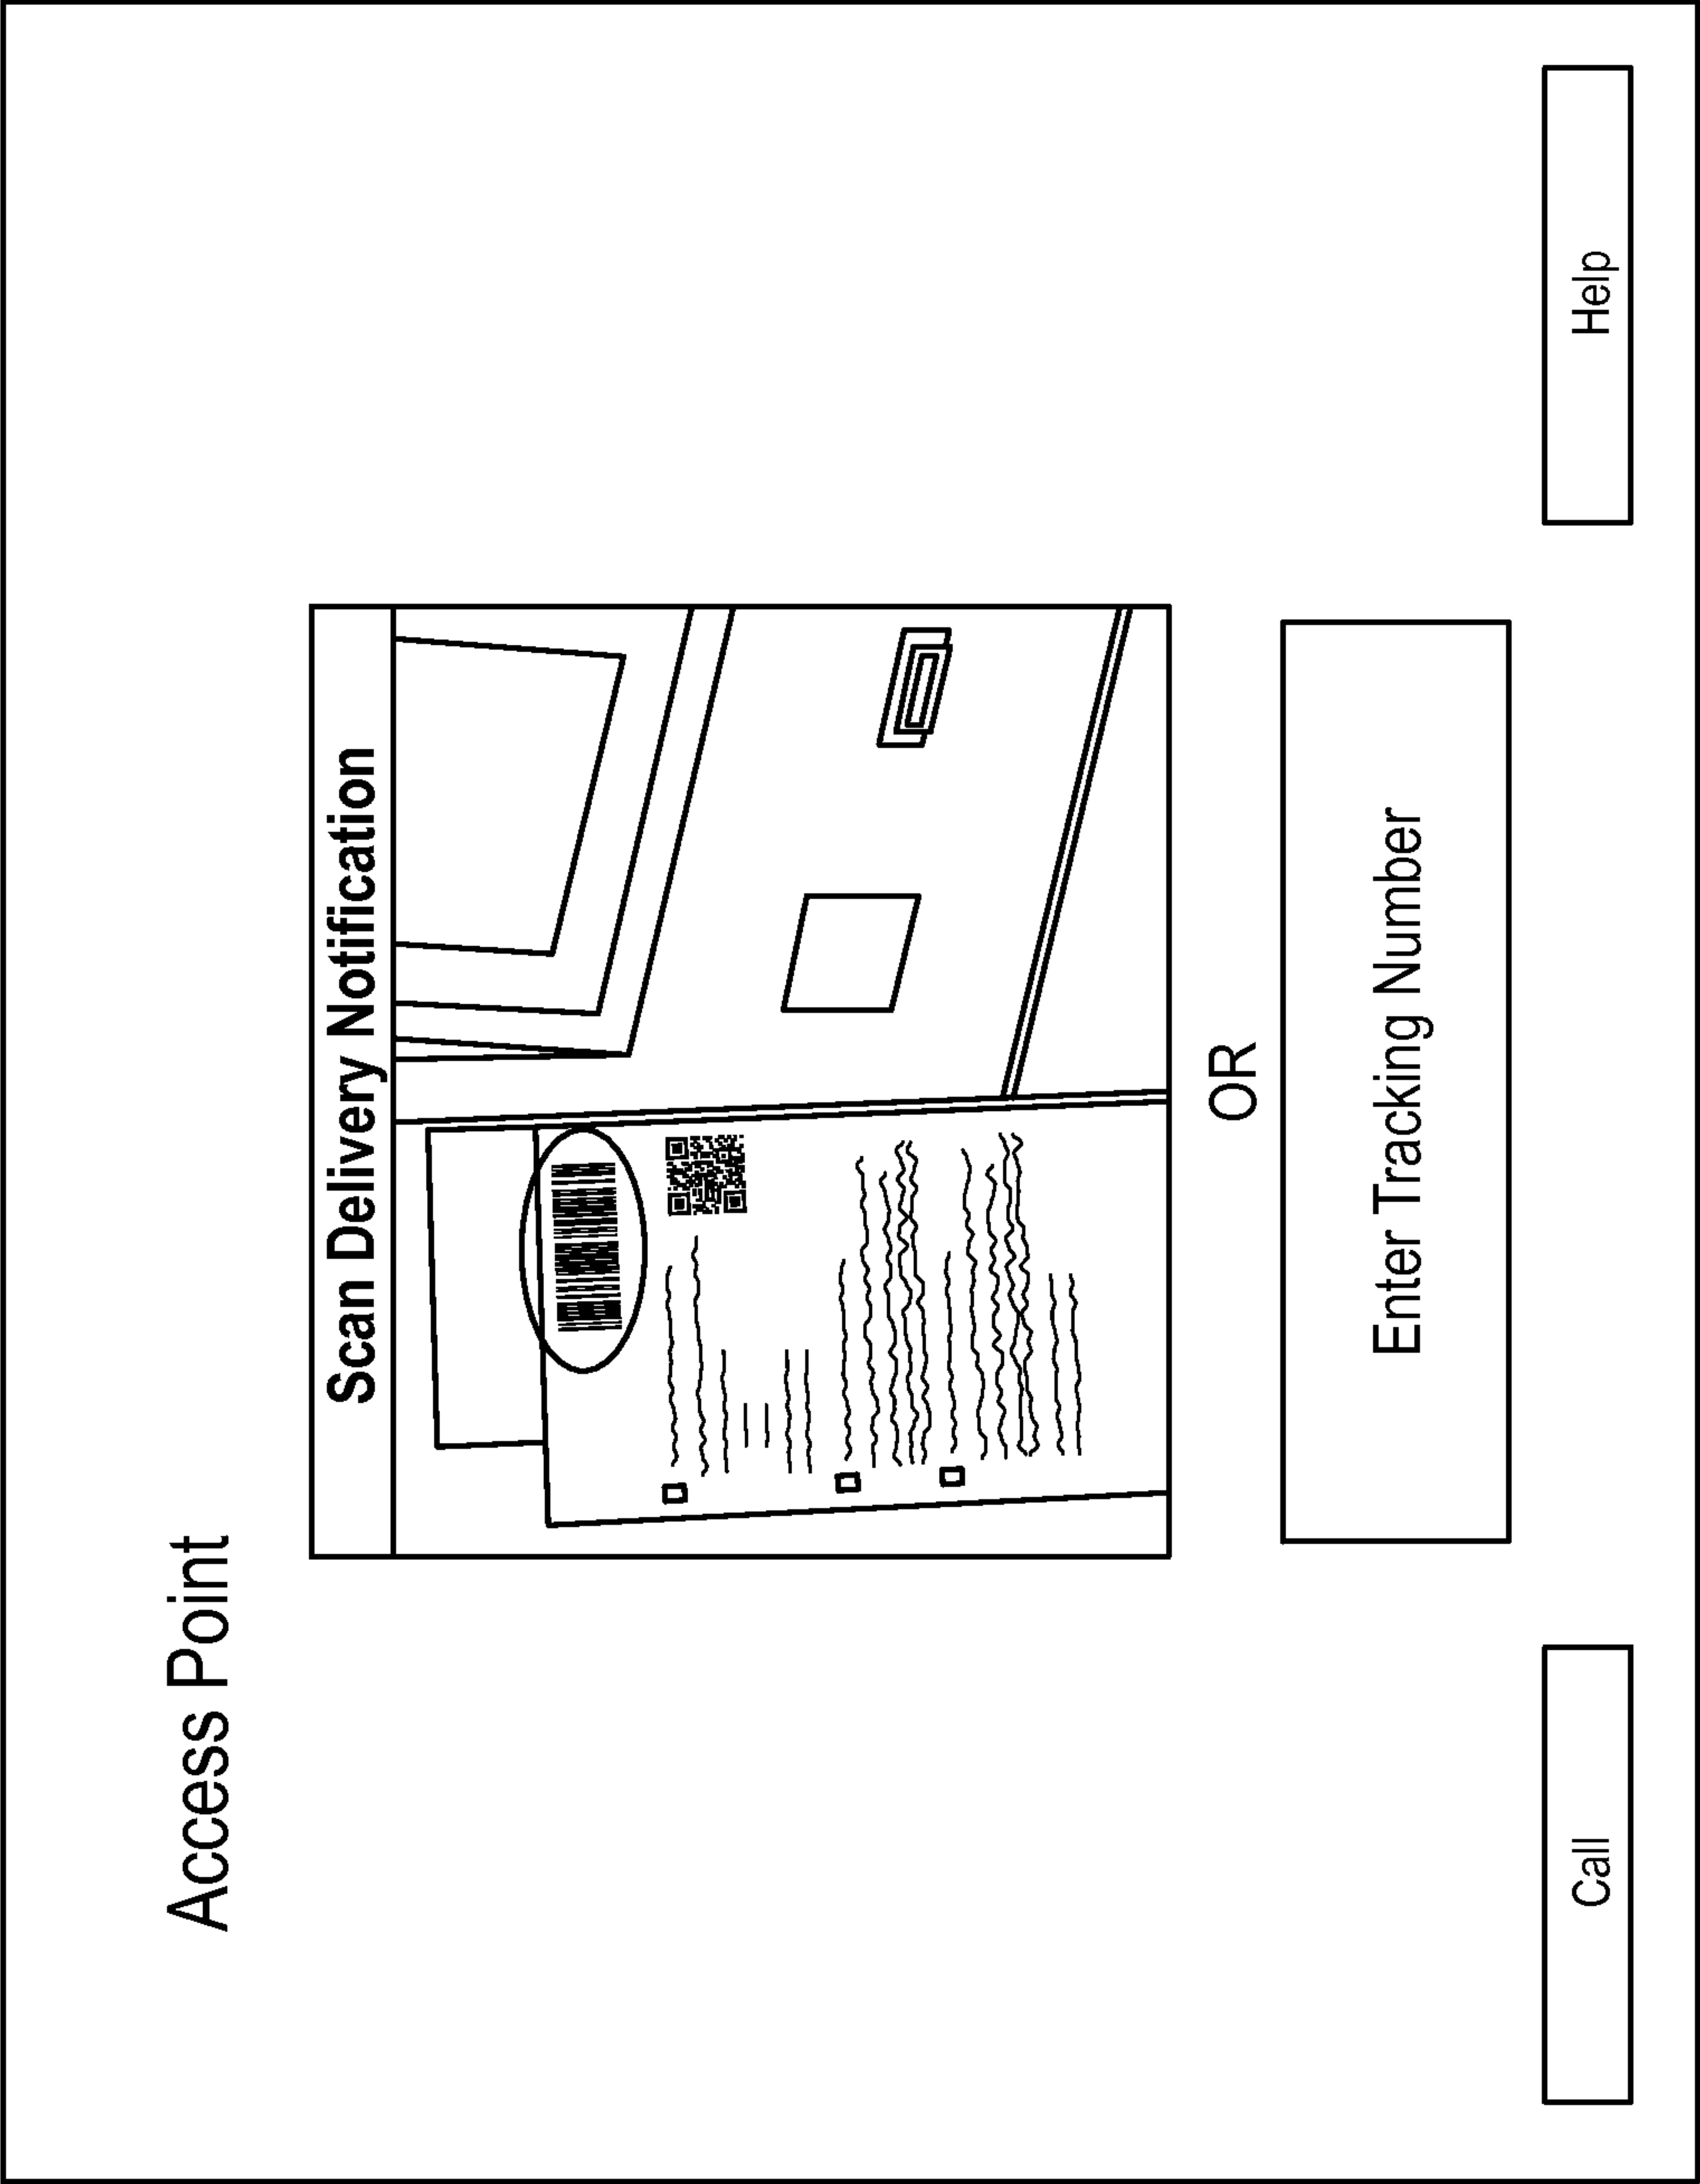 Access Point
Scan Delivery Notification
OR
Enter Tracking Number
Call
Help